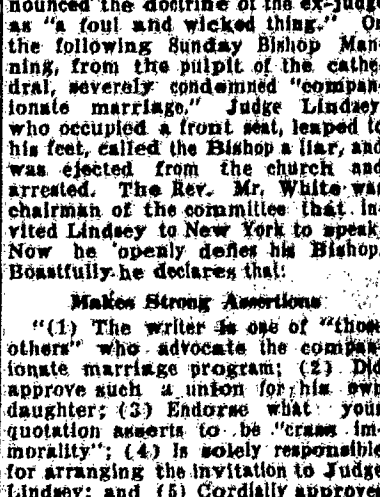 nounced the doctrine of the ex-judge
as "a foul and wicked thing." On
the following Sunday Bishop Man-
ning, from the pulpit of the cathe-
dral, severely condemned "compan-
ionate marriage." Judge Lindsey
who occupied a front seat, leaped to
his feet, called the Bishop a liar, and
was ejected from the church and
arrested. The Rev. Mr. White was
chairman of the committee that in-
vited Lindsey to New York to speak
Now he openly defies his Bishop.
Boastfully he declares that:
Makes Strong Assertions
"(1) The writer is one of "those
others" who advocate the compan-
ionate marriage program; (2) Did
approve such a union for his own
daughter; (3) Endorse what your
quotation asserts to be "crass im-
morality"; (4) Is solely responsible
for arranging the invitation to Judge
Lindsey; and (5) Cordially approves